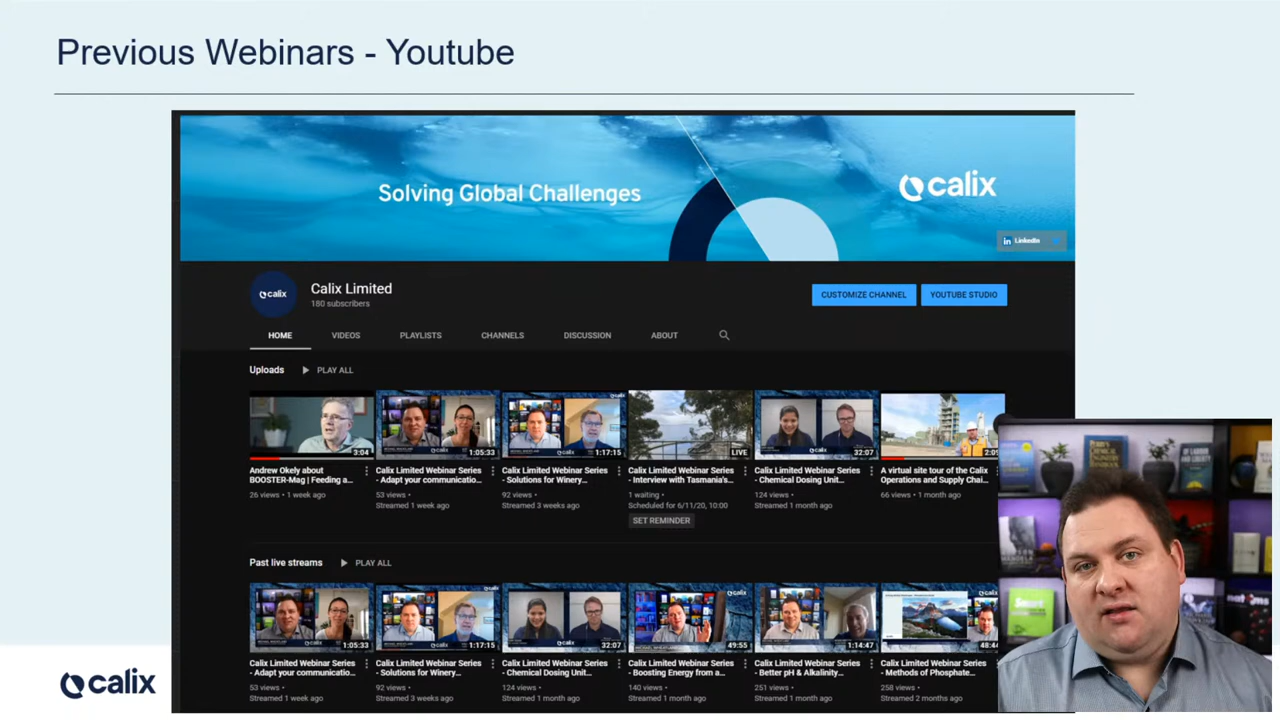 Previous Webinars - Youtube
Solving Global Challenges
calix
in LinkedIn
calix
Calix Limited
180 subscribers
CUSTOMIZE CHANNEL
YOUTUBE STUDIO
HOME
VIDEOS
PLAYLISTS
CHANNELS
DISCUSSION
ABOUT
Uploads
PLAY ALL
3:04
1:05:33
1:17:15
LIVE
32:07
2:09
Andrew Okely about
BOOSTER-Mag | Feeding a...
26 views • 1 week ago
Calix Limited Webinar Series
- Adapt your communicatio...
53 views •
Streamed 1 week ago
Calix Limited Webinar Series
- Solutions for Winery...
92 views •
Streamed 3 weeks ago
Calix Limited Webinar Series
- Interview with Tasmania's...
1 waiting •
Scheduled for 6/11/20, 10:00
SET REMINDER
Calix Limited Webinar Series
- Chemical Dosing Unit...
124 views •
Streamed 1 month ago
A virtual site tour of the Calix
Operations and Supply Chai...
66 views • 1 month ago
Past live streams
PLAY ALL
1:05:33
1:17:15
32:07
calix
49:55
1:14:47
48:4
Calix Limited Webinar Series
- Adapt your communicatio...
53 views •
Streamed 1 week ago
Calix Limited Webinar Series
- Solutions for Winery...
92 views •
Streamed 3 weeks ago
Calix Limited Webinar Series
- Chemical Dosing Unit...
124 views •
Streamed 1 month ago
Calix Limited Webinar Series
- Boosting Energy from a...
140 views •
Streamed 1 month ago
Calix Limited Webinar Series
- Better pH & Alkalinity...
251 views •
Streamed 1 month ago
Calix Limited Webinar Series
- Methods of Phosphate...
258 views •
Streamed 2 months ago
calix